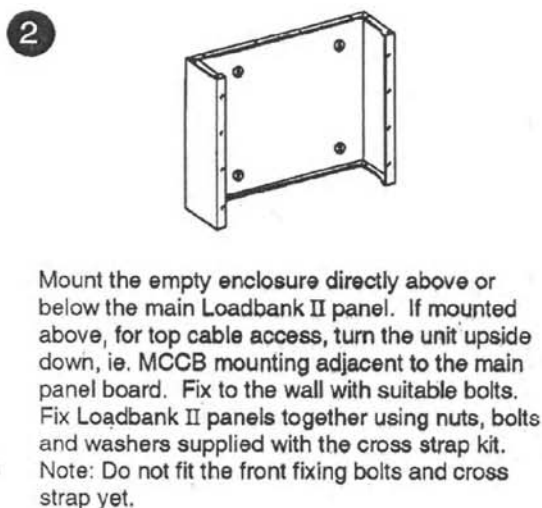 2
Mount the empty enclosure directly above or
below the main Loadbank II panel. If mounted
above, for top cable access, turn the unit upside
down, ie. MCCB mounting adjacent to the main
panel board. Fix to the wall with suitable bolts.
Fix Loadbank II panels together using nuts, bolts
and washers supplied with the cross strap kit.
Note: Do not fit the front fixing bolts and cross
strap yet.